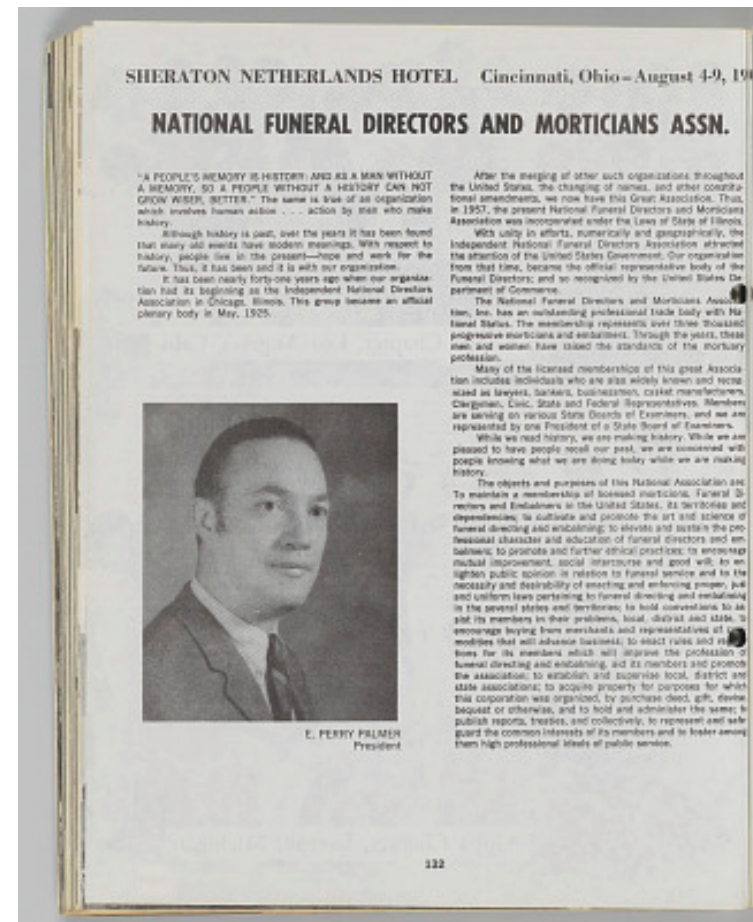 SHERATON NETHERLANDS HOTEL Cincinnati, Ohio – August 4-9, 19
NATIONAL FUNERAL DIRECTORS AND MORTICIANS ASSN.
"A PEOPLE'S MEMORY IS HISTORY: AND AS A MAN WITHOUT
A MEMORY, SO A PEOPLE WITHOUT A HISTORY CAN NOT
GROW WISER, BETTER." The same is true of an organization
which involves human action . . . action by men who make
history.
Although history is past, over the years it has been found
that many old events have modern meanings. With respect to
history, people live in the present—hope and work for the
future. Thus, it has been and it is with our organization.
It has been nearly forty-one years ago when our organiza-
tion had its beginning as the Independent National Directors
Association in Chicago, Illinois. This group became an official
plenary body in May, 1925.
E. PERRY PALMER
President
After the merging of other such organizations throughout
the United States, the changing of names, and other constitu-
tional amendments, we now have this Great Association. Thus,
in 1957, the present National Funeral Directors and Morticians
Association was incorporated under the Laws of State of Illinois.
With unity in efforts, numerically and geographically, the
Independent National Funeral Directors Association attracted
the attention of the United States Government. Our organization
from that time, became the official representative body of the
Funeral Directors; and so recognized by the United States De-
partment of Commerce.
The National Funeral Directors and Morticians Associ
tion, Inc. has an outstanding professional trade body with Na-
tional Status. The membership represents over three thousand
progressive morticians and embalmers. Through the years, these
men and women have raised the standards of the mortuary
profession.
Many of the licensed memberships of this great Associa-
tion includes individuals who are also widely known and recog-
nized as lawyers, bankers, businessmen, casket manufacturers,
Clergymen, Civic, State and Federal Representatives. Members
are serving on various State Boards of Examiners, and we are
represented by one President of a State Board of Examiners.
While we read history, we are making history. While we are
pleased to have people recall our past, we are concerned with
people knowing what we are doing today while we are making
history.
The objects and purposes of this National Association are:
To maintain a membership of licensed morticians, Funeral Di-
rectors and Embalmers in the United States, its territories and
dependencies; to cultivate and promote the art and science of
funeral directing and embalming; to elevate and sustain the pro-
fessional character and education of funeral directors and em-
balmers; to promote and further ethical practices; to encourage
mutual improvement, social intercourse and good will; to en-
lighten public opinion in relation to funeral service and to the
necessity and desirability of enacting and enforcing proper, just
and uniform laws pertaining to funeral directing and embalming
in the several states and territories; to hold conventions to as-
sist its members in their problems, local, district and state, to
encourage buying from merchants and representatives of
modities that will advance business; to enact rules and
tions for its members which will improve the profession of
funeral directing and embalming, aid its members and promote
the association; to establish and supervise local, district and
state associations; to acquire property for purposes for which
this corporation was organized, by purchase deed, gift, devise,
bequest or otherwise, and to hold and administer the same; to
publish reports, treaties, and collectively, to represent and safe-
guard the common interests of its members and to foster among
them high professional ideals of public service.
132